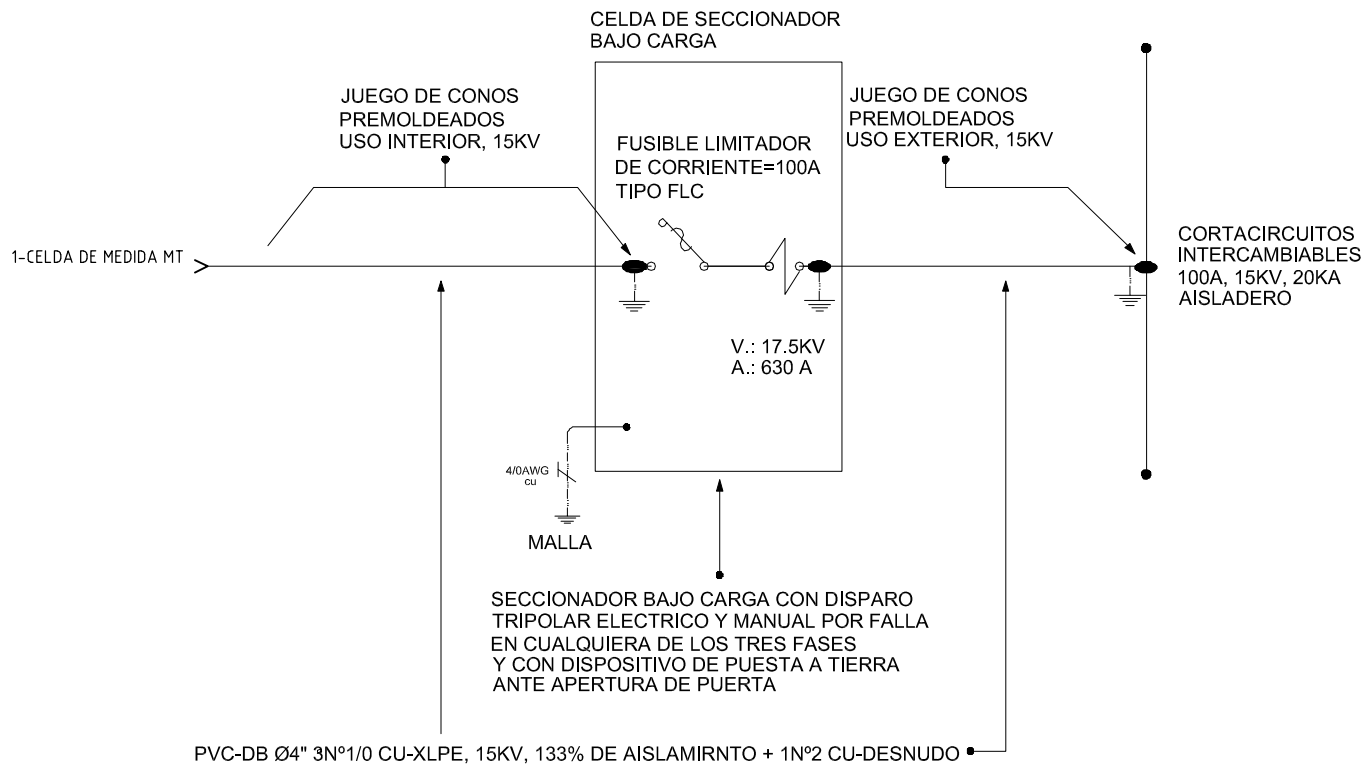 CELDA DE SECCIONADOR
BAJO CARGA
JUEGO DE CONOS
PREMOLDEADOS
USO INTERIOR, 15KV
FUSIBLE LIMITADOR
DE CORRIENTE=100A
TIPO FLC
JUEGO DE CONOS
PREMOLDEADOS
USO EXTERIOR, 15KV
1-CELDA DE MEDIDA MT
CORTACIRCUITOS
INTERCAMBIABLES
100A, 15KV, 20KA
AISLADERO
V.: 17.5KV
A.: 630 A
4/0AWG
cu
MALLA
SECCIONADOR BAJO CARGA CON DISPARO
TRIPOLAR ELECTRICO Y MANUAL POR FALLA
EN CUALQUIERA DE LOS TRES FASES
Y CON DISPOSITIVO DE PUESTA A TIERRA
ANTE APERTURA DE PUERTA
PVC-DB Ø4" 3Nº1/0 CU-XLPE, 15KV, 133% DE AISLAMIRNTO + 1Nº2 CU-DESNUDO